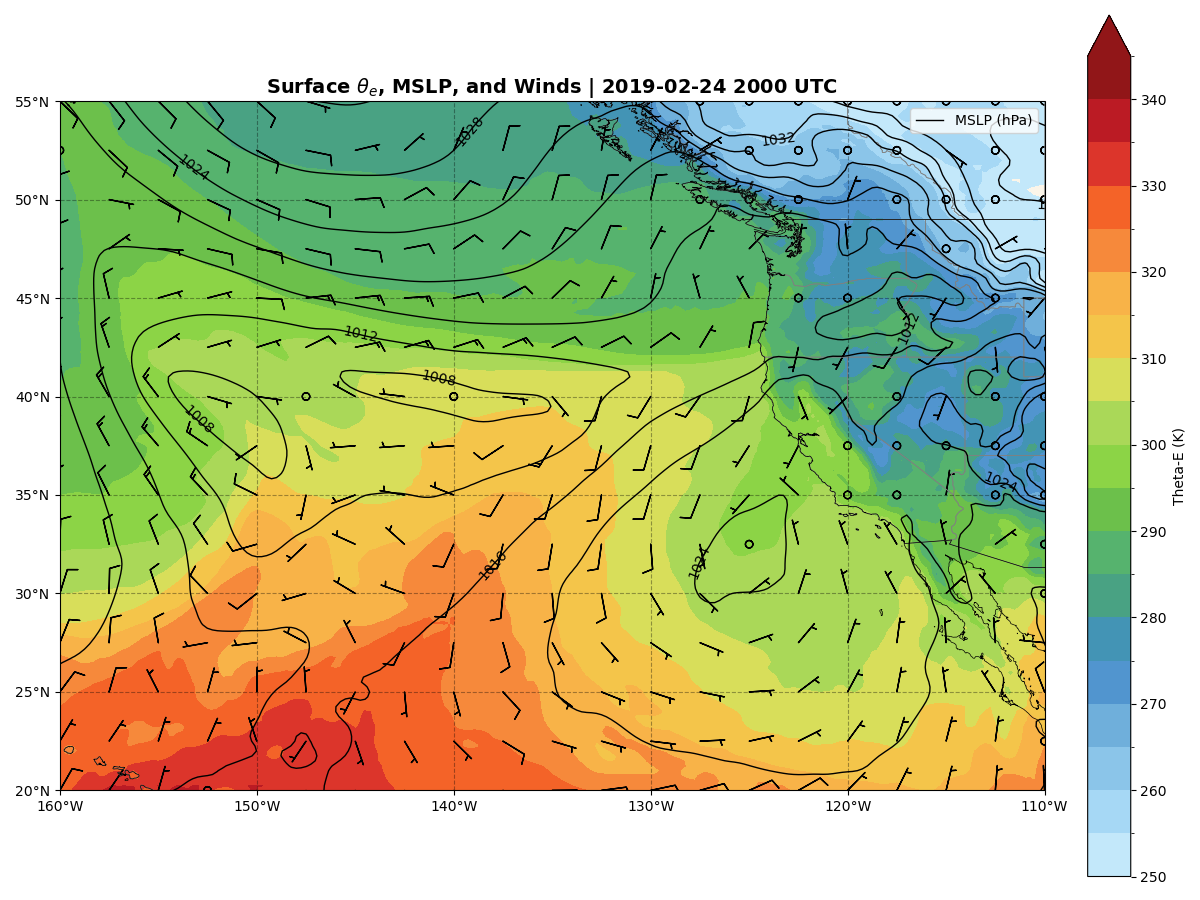 Surface θe, MSLP, and Winds | 2019-02-24 2000 UTC
55°N
50°N
45°N
40°N
35°N
30°N
25°N
20°N
160°W
150°W
140°W
130°W
120°W
110°W
MSLP (hPa)
1028
1032
1024
1012
1012
1008
1008
1024
1016
1024
340
330
320
310
300
290
280
270
260
250
Theta-E (K)